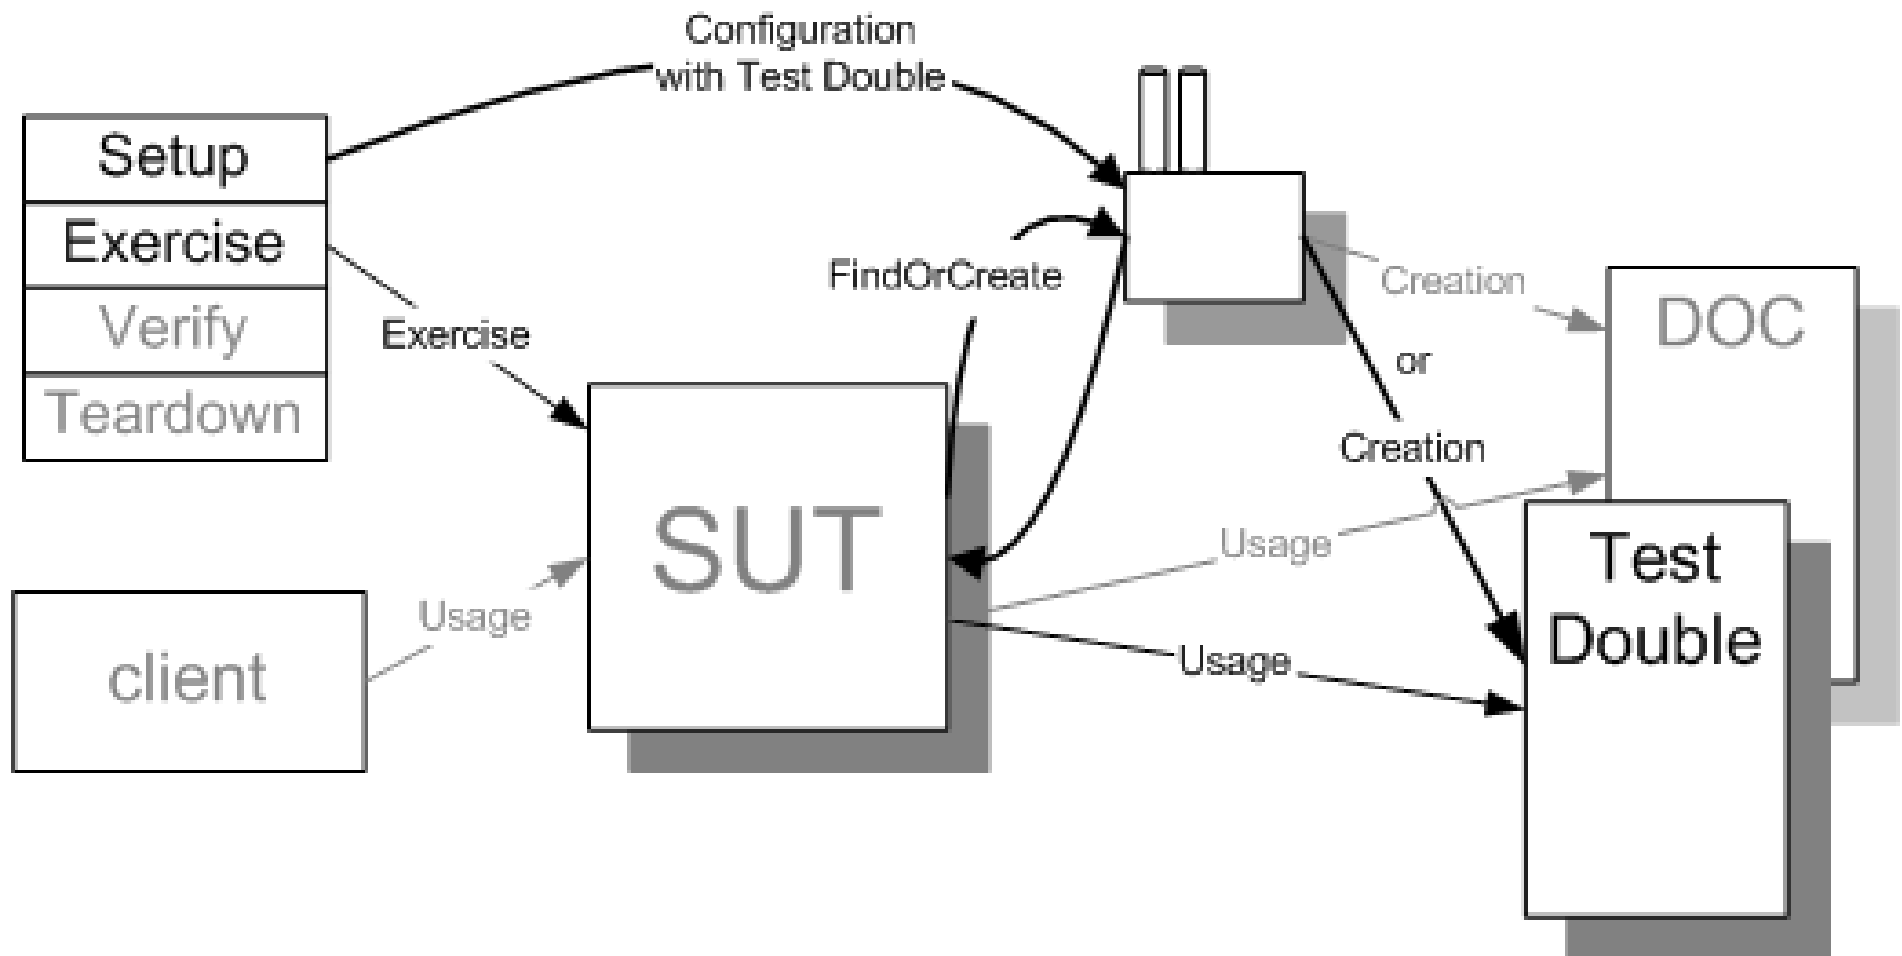 Configuration
with Test Double
Setup
Exercise
Verify
Teardown
Exercise
FindOrCreate
Creation
or
Creation
DOC
SUT
Usage
Test
Double
Usage
Usage
client